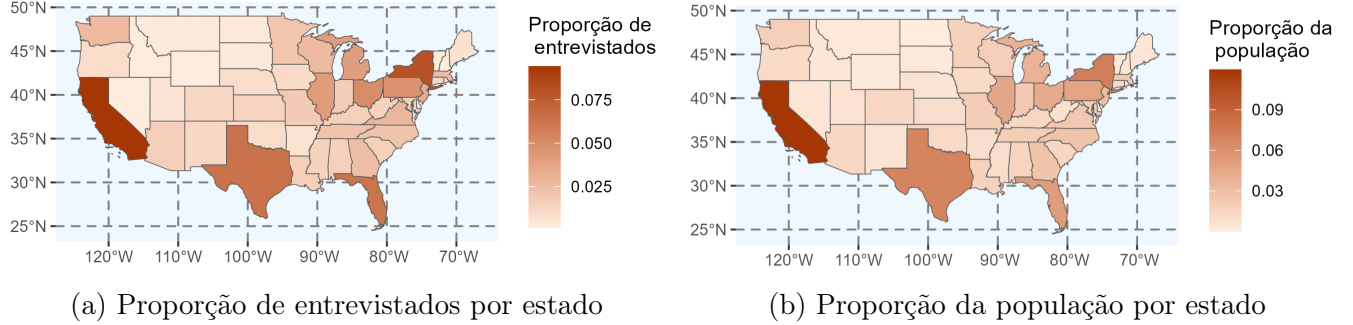 50°N
45°N
40°N
35°N
30°N
25°N
120°W 110°W 100°W 90°W 80°W 70°W
Proporção de
entrevistados
0.075
0.050
0.025
(a) Proporção de entrevistados por estado
50°N
45°N
40°N
35°N
30°N
25°N
120°W 110°W 100°W 90°W 80°W 70°W
Proporção da
população
0.09
0.06
0.03
(b) Proporção da população por estado